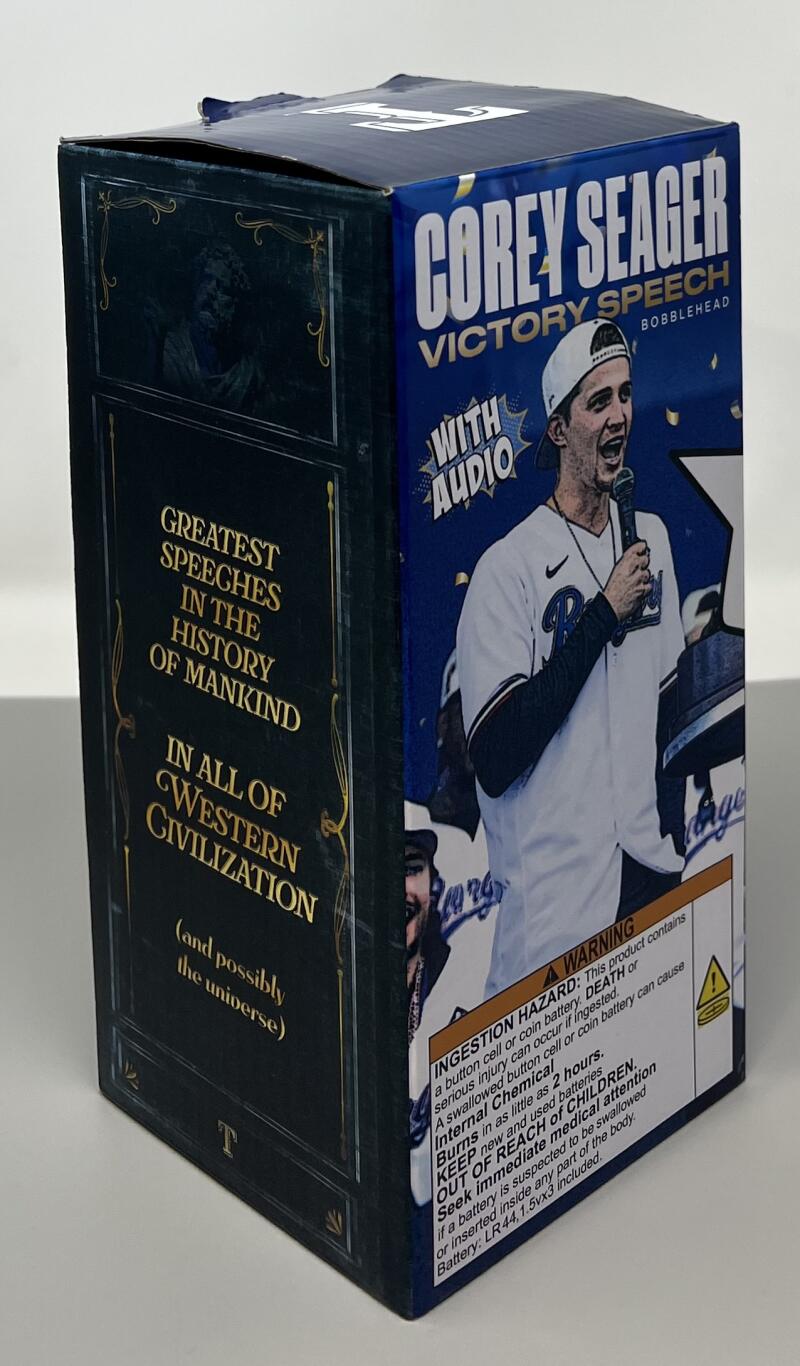 T
GREATEST
SPEECHES
IN THE
HISTORY
OF MANKIND
IN ALL OF
WESTERN
CIVILIZATION
(and possibly
the universe)
T
COREY SEAGER
VICTORY SPEECH
BOBBLEHEAD
WITH
AUDIO
Rangers
WARNING
INGESTION HAZARD: This product contains
a button cell or coin battery. DEATH or
serious injury can occur if ingested.
A swallowed button cell or coin battery can cause
Internal Chemical
Burns in as little as 2 hours.
KEEP new and used batteries
OUT OF REACH of CHILDREN.
Seek immediate medical attention
if a battery is suspected to be swallowed
or inserted inside any part of the body.
Battery: LR44,1.5vx3 included.